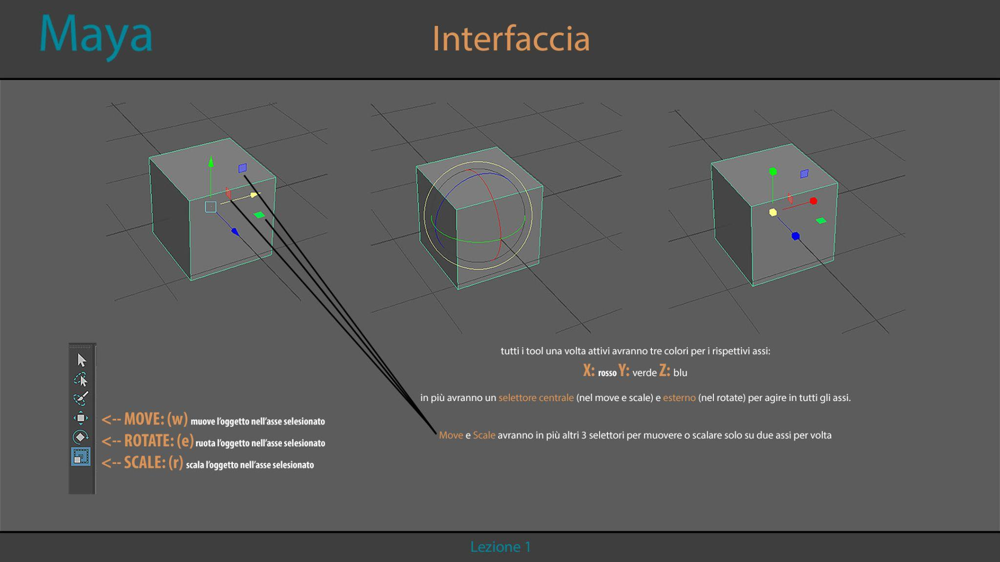 Maya
Interfaccia
tutti i tool una volta attivi avranno tre colori per i rispettivi assi:
X: rosso Y: verde Z: blu
in più avranno un selettore centrale (nel move e scale) e esterno (nel rotate) per agire in tutti gli assi.
Move e Scale avranno in più altri 3 selettori per muovere o scalare solo su due assi per volta
<-- MOVE: (w) muove l'oggetto nell'asse selesionato
<-- ROTATE: (e) ruota l'oggetto nell'asse selesionato
<-- SCALE: (r) scala l'oggetto nell'asse selesionato
Lezione 1